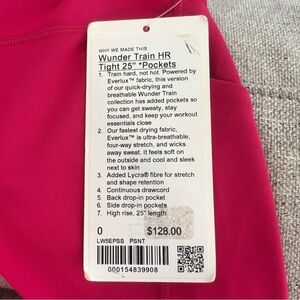 WHY WE MADE THIS
Wunder Train HR
Tight 25" *Pockets
1. Train hard, not hot. Powered by
Everlux™ fabric, this version
of our quick-drying and
breathable Wunder Train
collection has added pockets so
you can get sweaty, stay
focused, and keep your workout
essentials close
2. Our fastest drying fabric,
Everlux™ is ultra-breathable,
four-way stretch, and wicks
away sweat. It feels soft on
the outside and cool and sleek
next to skin
3. Added Lycra® fibre for stretch
and shape retention
4. Continuous drawcord
5. Back drop-in pocket
6. Side drop-in pockets
7. High rise, 25" length
0 $128.00
LW5EPSS PSNT
000154839908